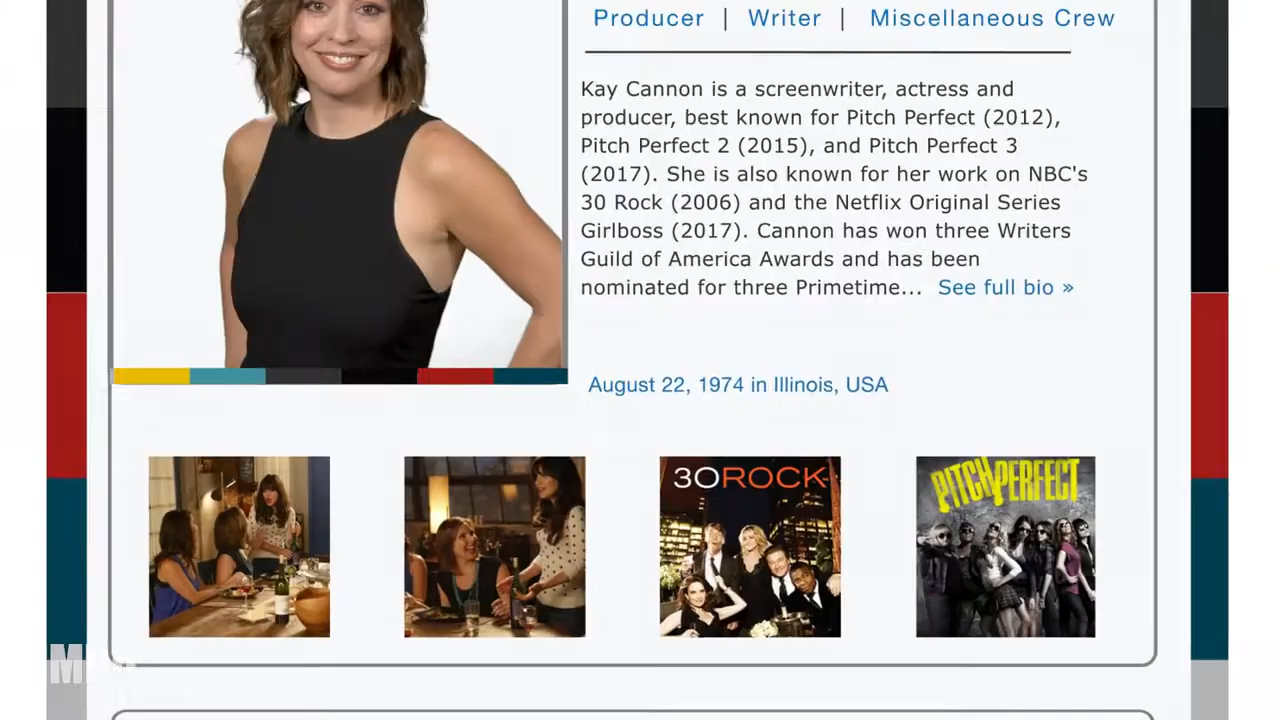 Producer | Writer | Miscellaneous Crew
Kay Cannon is a screenwriter, actress and
producer, best known for Pitch Perfect (2012),
Pitch Perfect 2 (2015), and Pitch Perfect 3
(2017). She is also known for her work on NBC's
30 Rock (2006) and the Netflix Original Series
Girlboss (2017). Cannon has won three Writers
Guild of America Awards and has been
nominated for three Primetime... See full bio »
August 22, 1974 in Illinois, USA
30ROCK
PITCH PERFECT